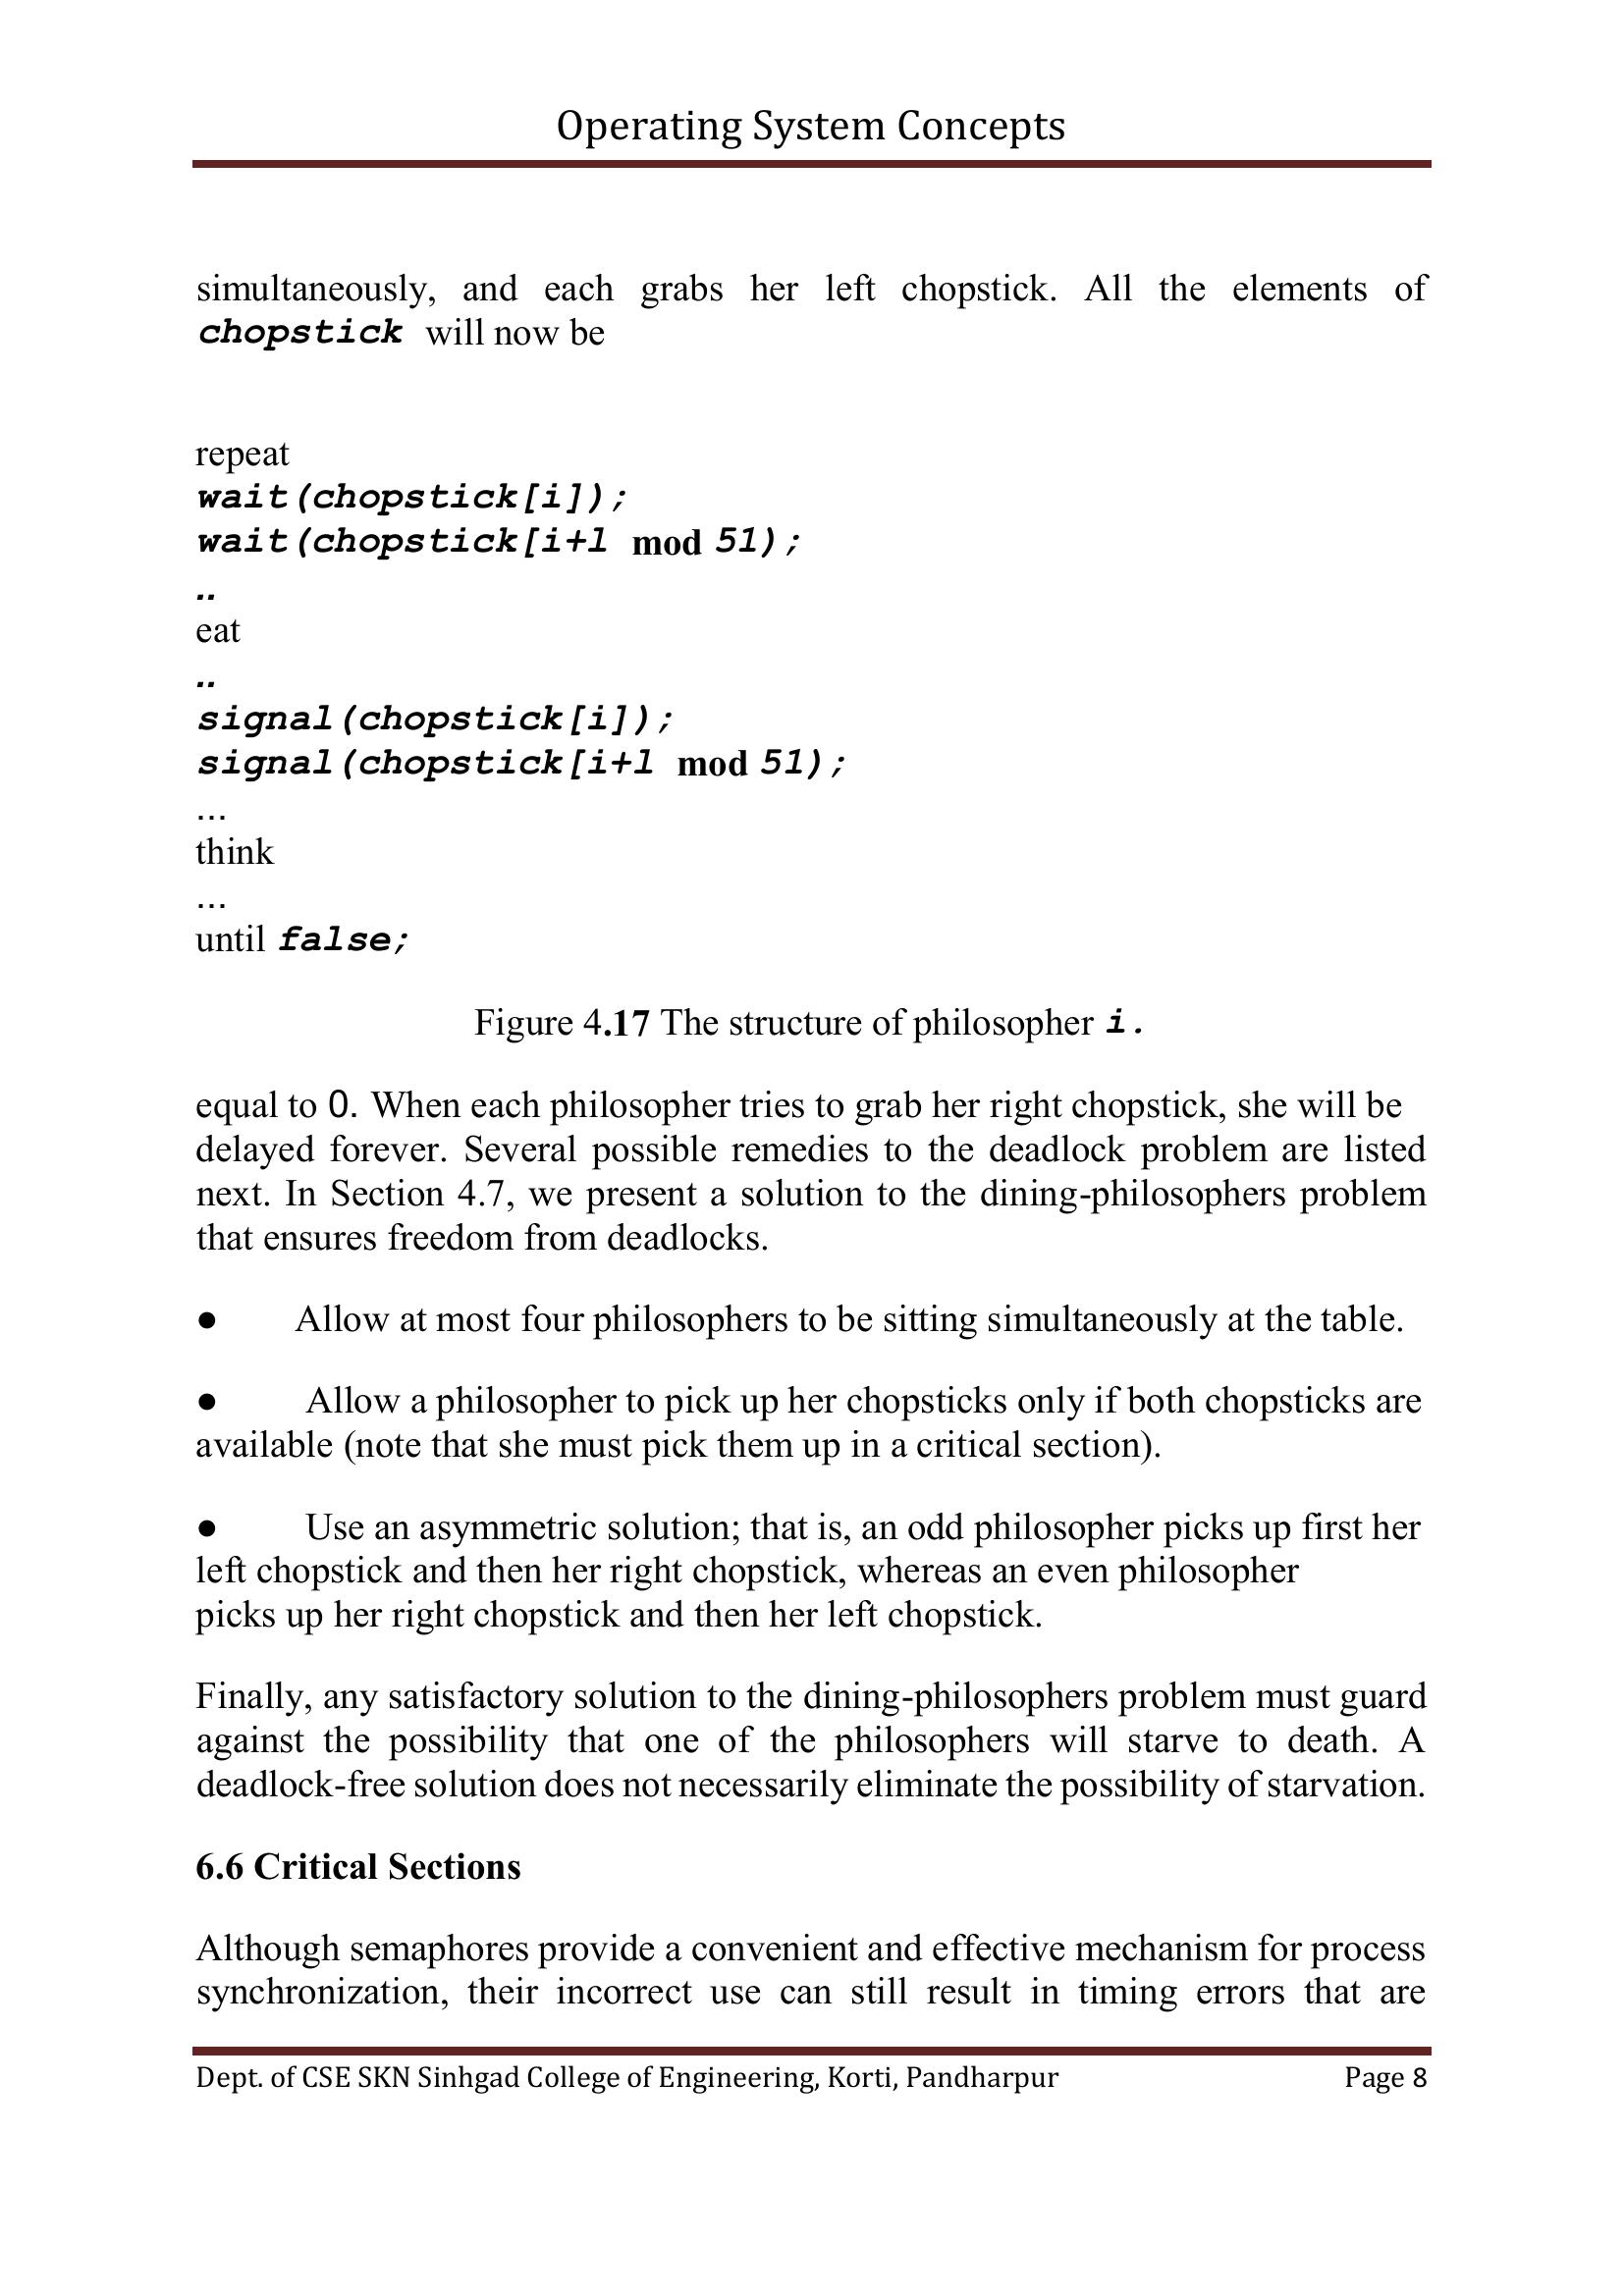 Operating System Concepts
simultaneously, and each grabs her left chopstick. All the elements of
chopstick will now be
repeat
wait(chopstick[i]);
wait(chopstick[i+l mod 51);
..
eat
..
signal(chopstick[i]);
signal(chopstick[i+l mod 51);
...
think
...
until false;
Figure 4.17 The structure of philosopher i.
equal to 0. When each philosopher tries to grab her right chopstick, she will be
delayed forever. Several possible remedies to the deadlock problem are listed
next. In Section 4.7, we present a solution to the dining-philosophers problem
that ensures freedom from deadlocks.
● Allow at most four philosophers to be sitting simultaneously at the table.
● Allow a philosopher to pick up her chopsticks only if both chopsticks are
available (note that she must pick them up in a critical section).
● Use an asymmetric solution; that is, an odd philosopher picks up first her
left chopstick and then her right chopstick, whereas an even philosopher
picks up her right chopstick and then her left chopstick.
Finally, any satisfactory solution to the dining-philosophers problem must guard
against the possibility that one of the philosophers will starve to death. A
deadlock-free solution does not necessarily eliminate the possibility of starvation.
6.6 Critical Sections
Although semaphores provide a convenient and effective mechanism for process
synchronization, their incorrect use can still result in timing errors that are
Dept. of CSE SKN Sinhgad College of Engineering, Korti, Pandharpur Page 8